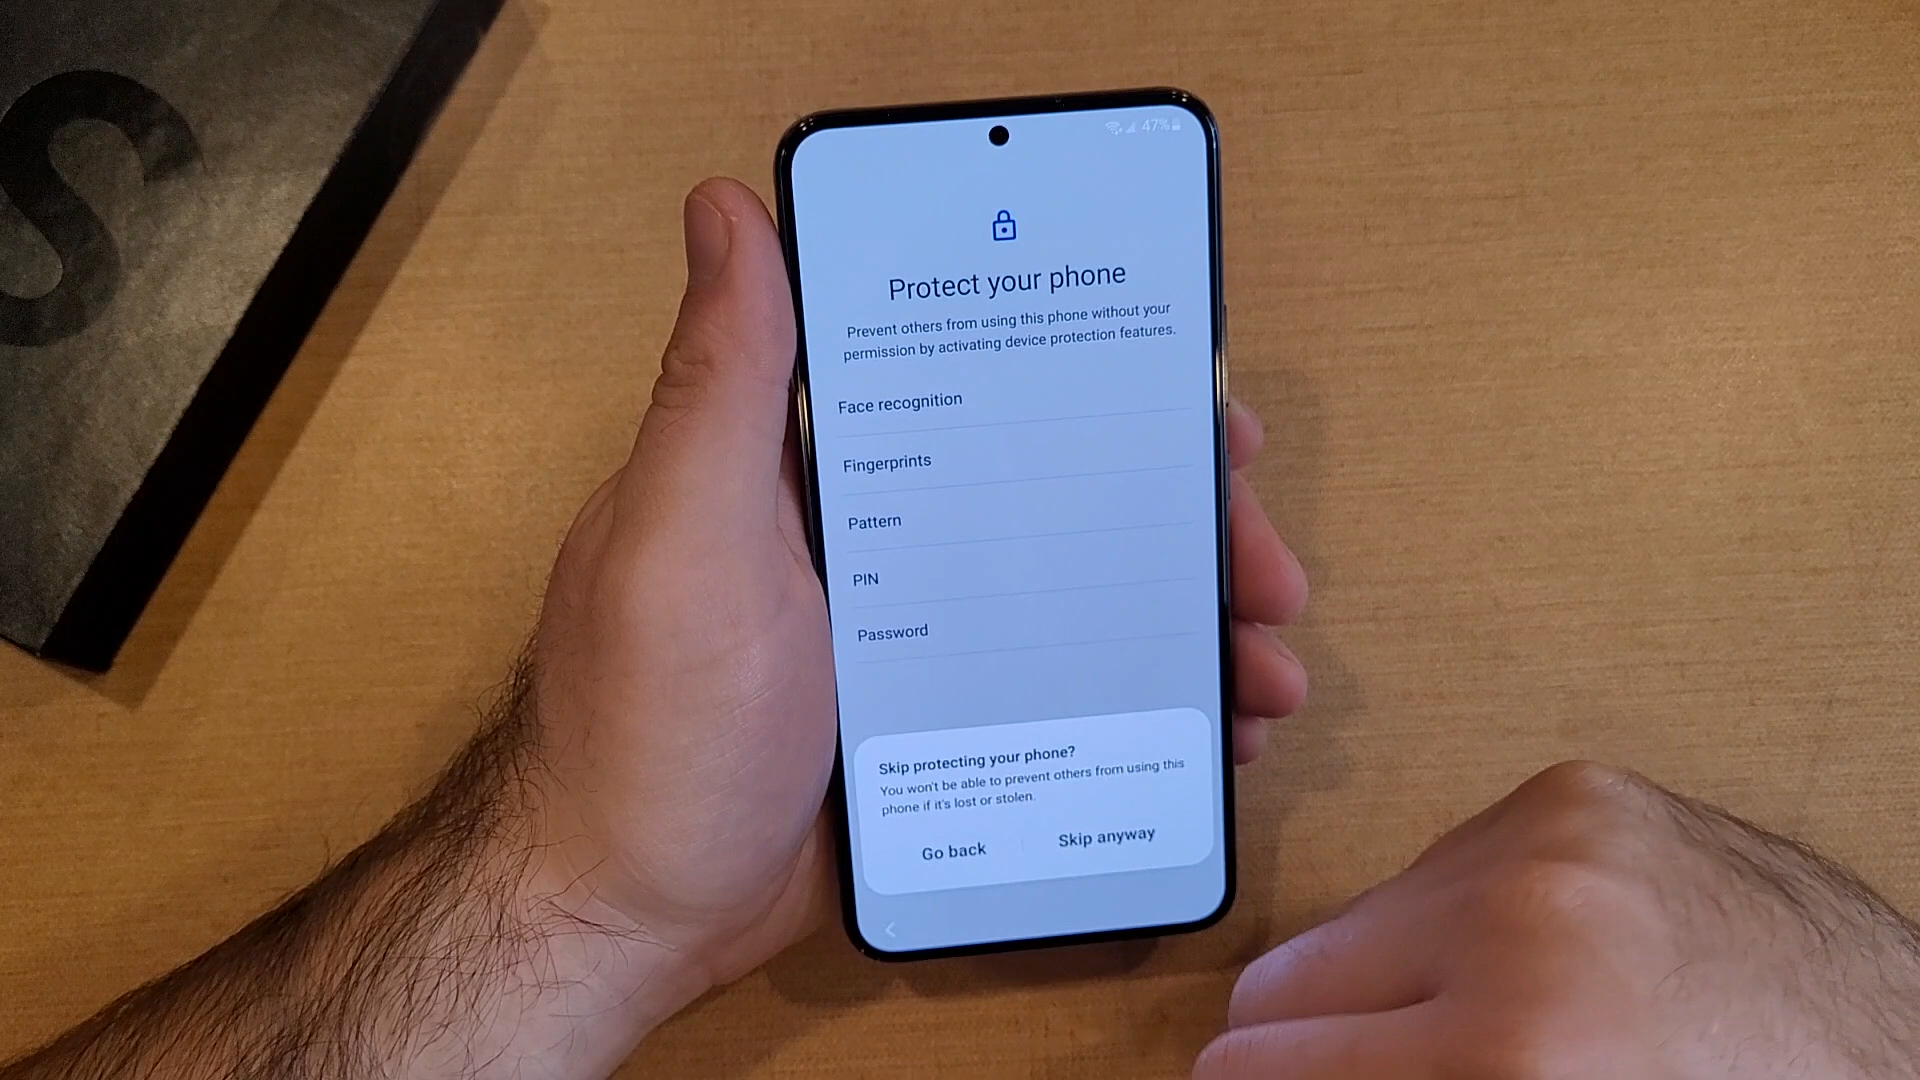 S
47%
Protect your phone
Prevent others from using this phone without your
permission by activating device protection features.
Face recognition
Fingerprints
Pattern
PIN
Password
Skip protecting your phone?
You won't be able to prevent others from using this
phone if it's lost or stolen.
Go back
Skip anyway